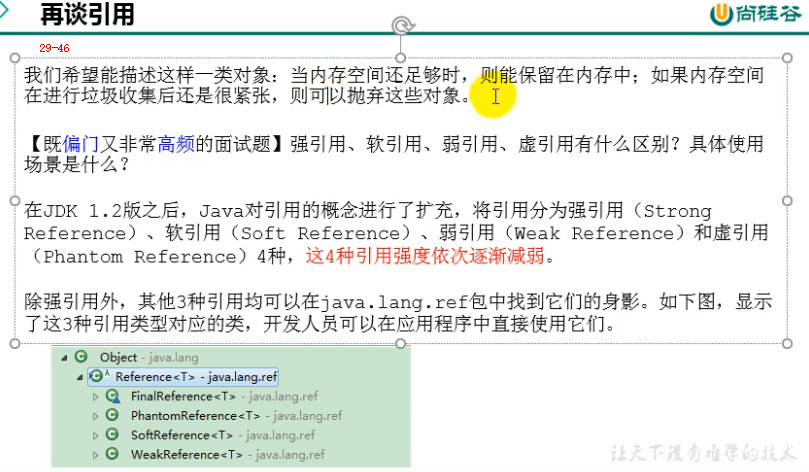 再谈引用
尚硅谷
29-46
我们希望能描述这样一类对象：当内存空间还足够时，则能保留在内存中；如果内存空间
在进行垃圾收集后还是很紧张，则可以抛弃这些对象。
【既偏门又非常高频的面试题】强引用、软引用、弱引用、虚引用有什么区别？具体使用
场景是什么？
在JDK 1.2版之后，Java对引用的概念进行了扩充，将引用分为强引用（Strong
Reference）、软引用（Soft Reference）、弱引用（Weak Reference）和虚引用
（Phantom Reference）4种，这4种引用强度依次逐渐减弱。
除强引用外，其他3种引用均可以在java.lang.ref包中找到它们的身影。如下图，显示
了这3种引用类型对应的类，开发人员可以在应用程序中直接使用它们。
Object - java.lang
Reference<T> - java.lang.ref
FinalReference<T> - java.lang.ref
PhantomReference<T> - java.lang.ref
SoftReference<T> - java.lang.ref
WeakReference<T> - java.lang.ref
让天下没有难学的技术